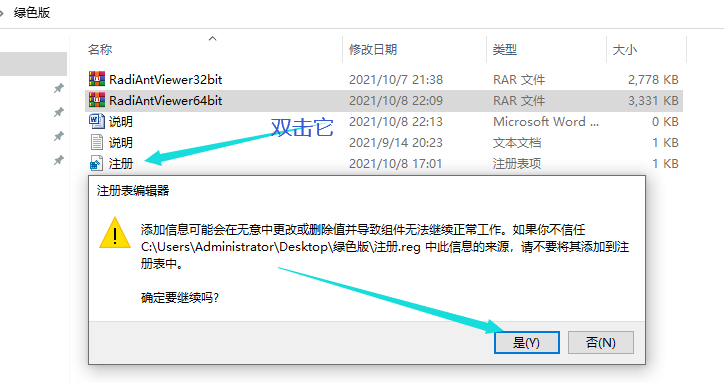 绿色版
名称 修改日期 类型 大小
RadiAntViewer32bit 2021/10/7 21:38 RAR 文件 2,778 KB
RadiAntViewer64bit 2021/10/8 22:09 RAR 文件 3,331 KB
说明 2021/10/8 22:13 Microsoft Word ... 0 KB
双击它
说明 2021/9/14 20:23 文本文档 1 KB
注册 2021/10/8 17:01 注册表项 1 KB
注册表编辑器
添加信息可能会在无意中更改或删除值并导致组件无法继续正常工作。如果你不信任
C:\Users\Administrator\Desktop\绿色版\注册.reg 中此信息的来源，请不要将其添加到注
册表中。
确定要继续吗?
是(Y) 否(N)